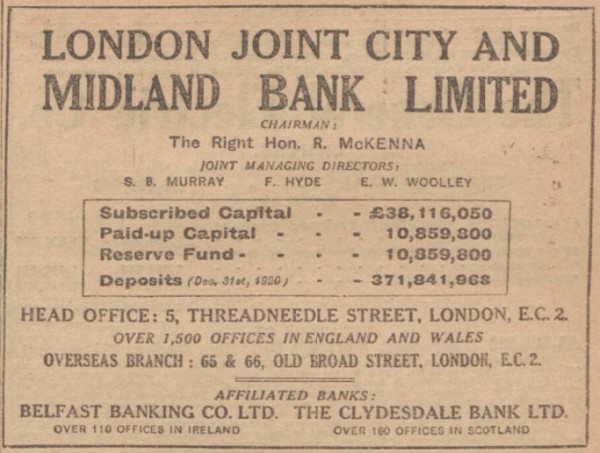 LONDON JOINT CITY AND
MIDLAND BANK LIMITED
CHAIRMAN:
The Right Hon. R. McKENNA
JOINT MANAGING DIRECTORS:
S. B. MURRAY F. HYDE E. W. WOOLLEY
Subscribed Capital - - £38,116,050
Paid-up Capital - - - 10,859,800
Reserve Fund - - - - 10,859,800
Deposits (Dec. 31st, 1920) - - 371,841,968
HEAD OFFICE: 5, THREADNEEDLE STREET, LONDON, E.C. 2.
OVER 1,500 OFFICES IN ENGLAND AND WALES
OVERSEAS BRANCH: 65 & 66, OLD BROAD STREET, LONDON, E.C. 2.
AFFILIATED BANKS:
BELFAST BANKING CO. LTD. THE CLYDESDALE BANK LTD.
OVER 110 OFFICES IN IRELAND OVER 160 OFFICES IN SCOTLAND